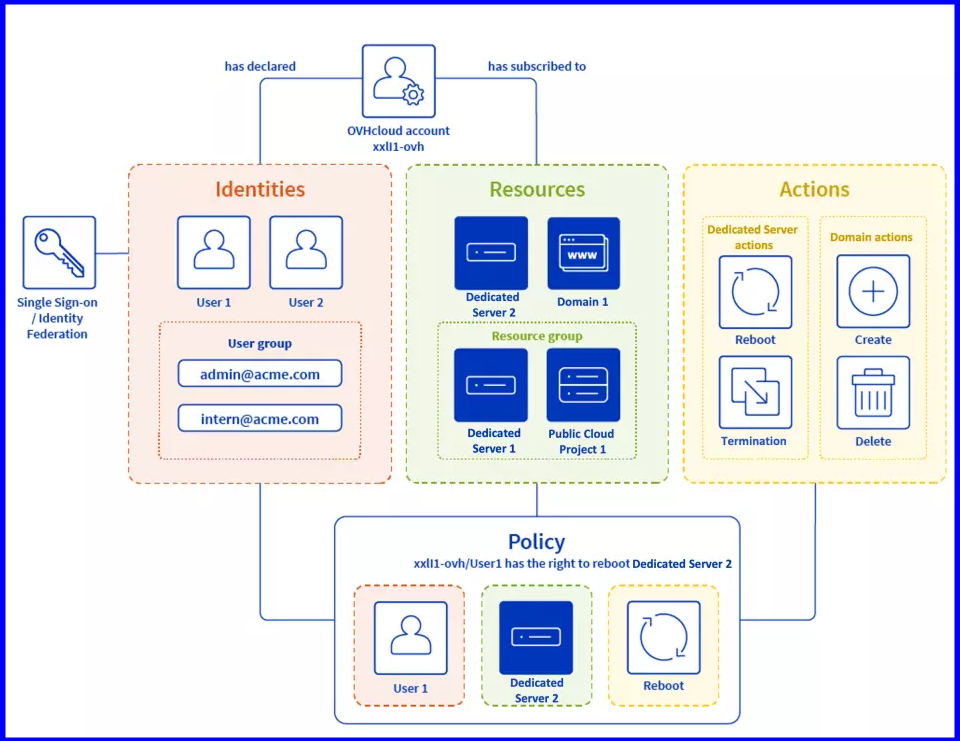 has declared
has subscribed to
OVHcloud account
xxlI1-ovh
Identities
Resources
Actions
Single Sign-on
/ Identity
Federation
User 1
User 2
User group
admin@acme.com
intern@acme.com
www
Dedicated
Server 2
Domain 1
Resource group
Dedicated
Server 1
Public Cloud
Project 1
Dedicated Server
actions
Reboot
Termination
Domain actions
Create
Delete
Policy
xxlI1-ovh/User1 has the right to reboot Dedicated Server 2
User 1
Dedicated
Server 2
Reboot